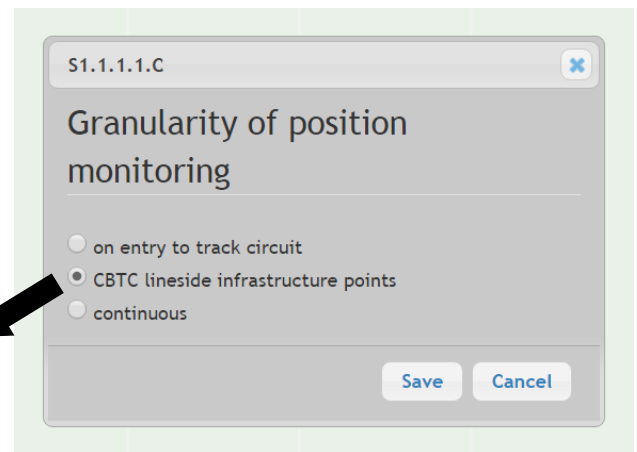 S1.1.1.1.C
Granularity of position
monitoring
on entry to track circuit
CBTC lineside infrastructure points
continuous
Save Cancel